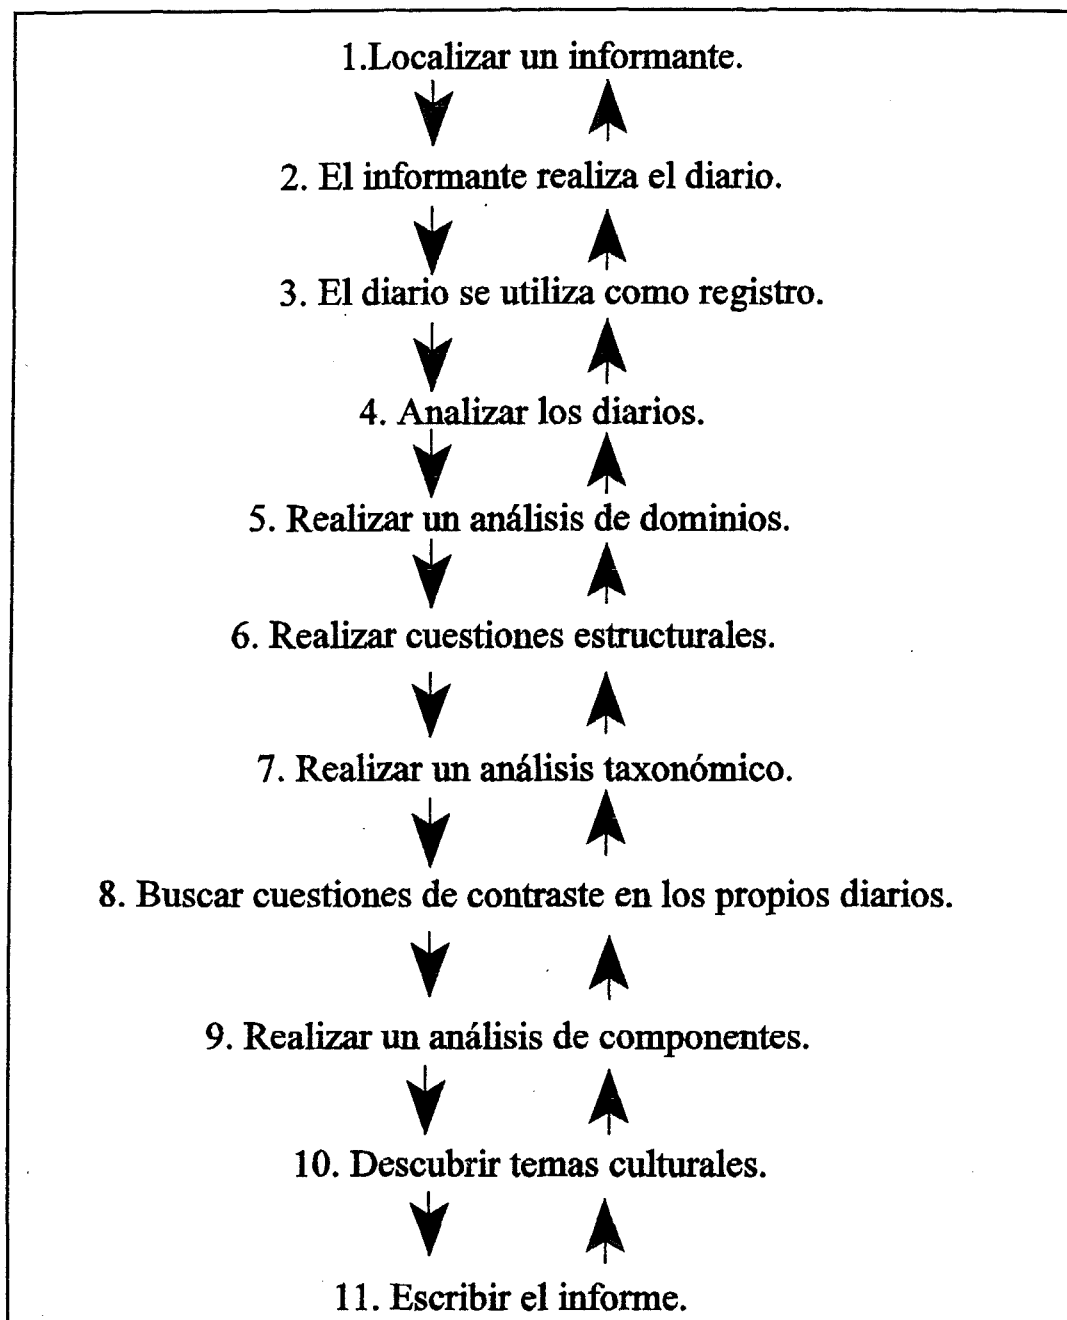 1.Localizar un informante.
2. El informante realiza el diario.
3. El diario se utiliza como registro.
4. Analizar los diarios.
5. Realizar un análisis de dominios.
6. Realizar cuestiones estructurales.
7. Realizar un análisis taxonómico.
8. Buscar cuestiones de contraste en los propios diarios.
9. Realizar un análisis de componentes.
10. Descubrir temas culturales.
11. Escribir el informe.